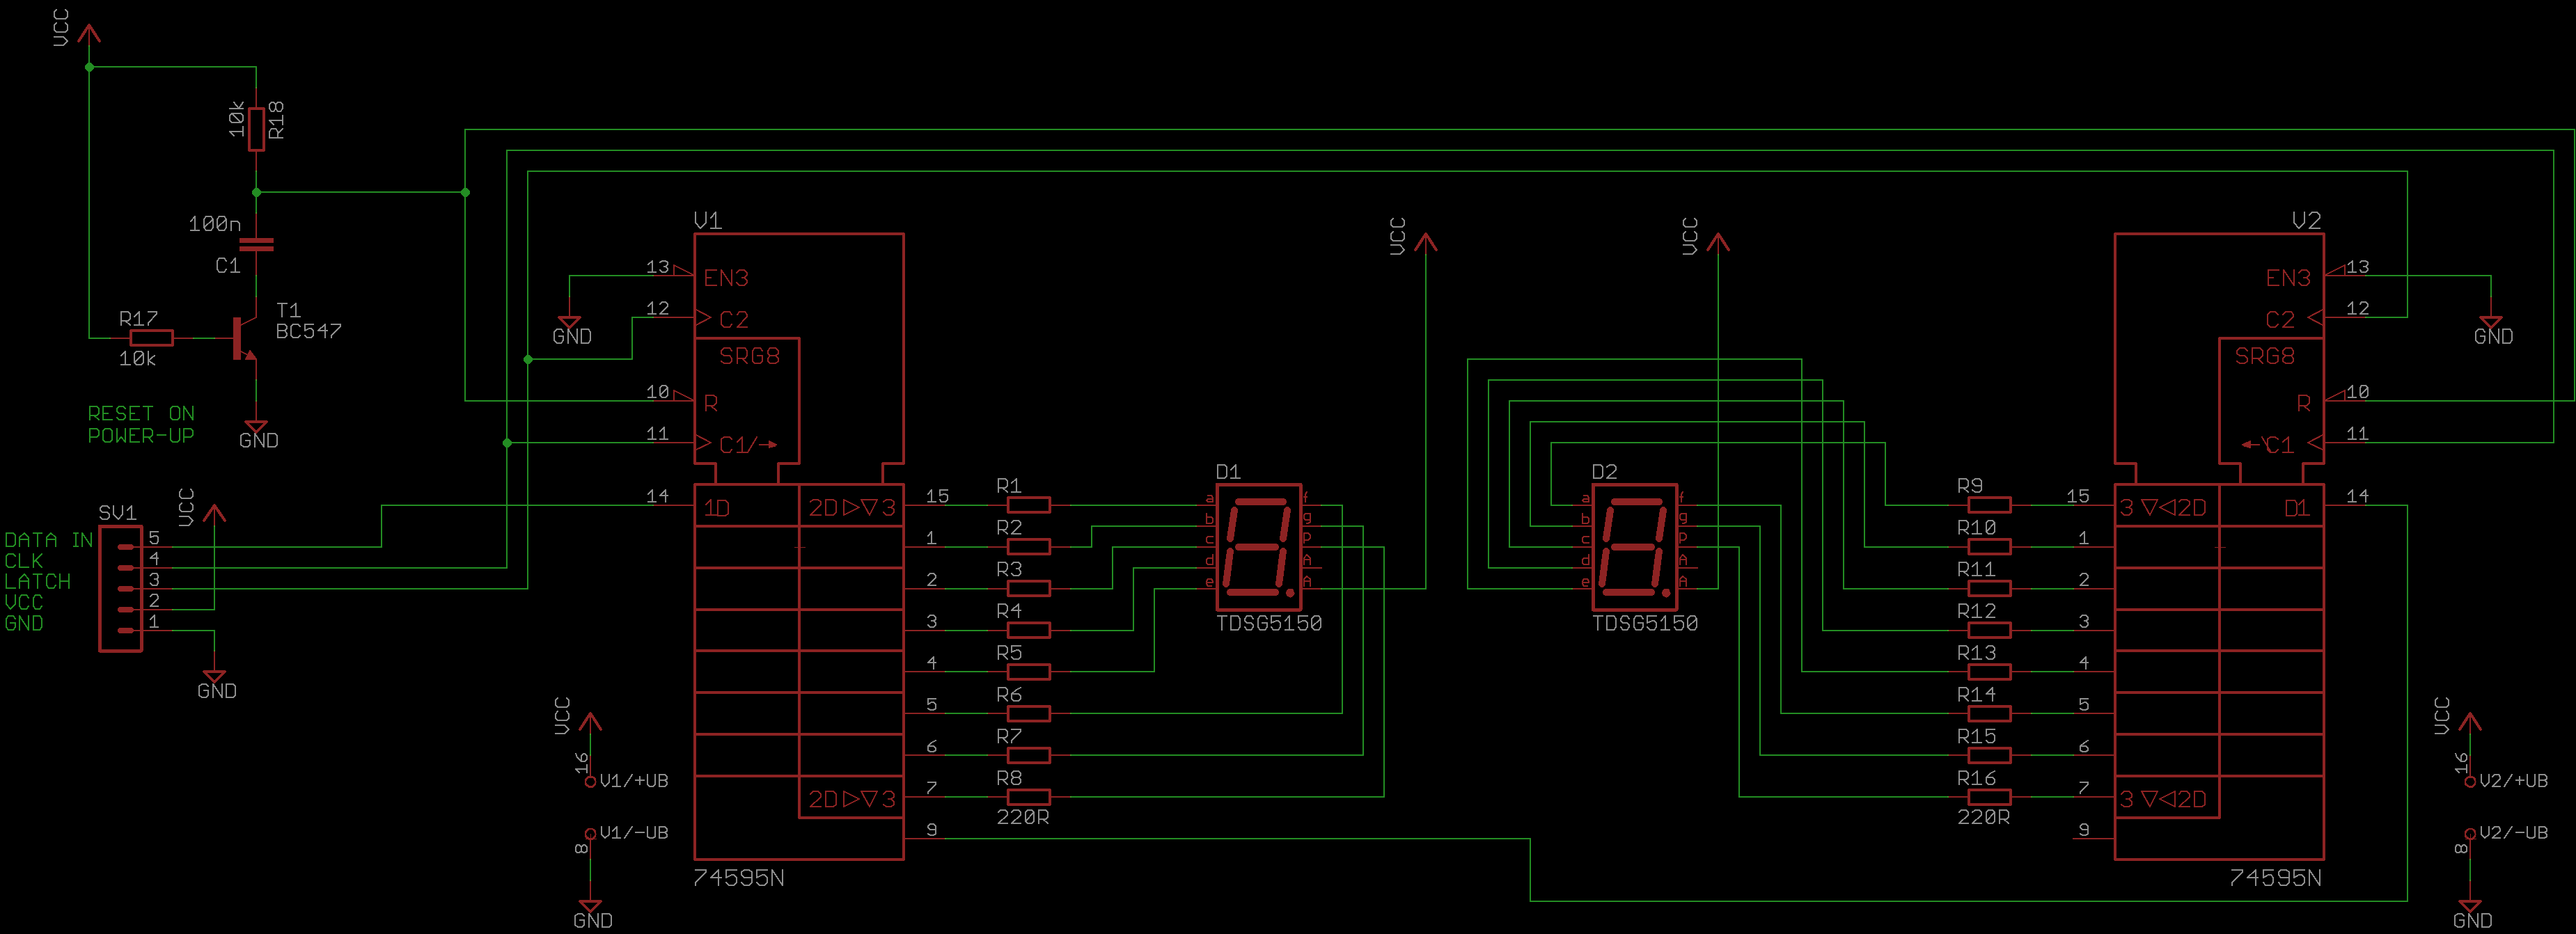 VCC
10k
R18
100n
C1
R17
10k
T1
BC547
RESET ON
POWER-UP
GND
SV1
VCC
DATA IN
CLK
LATCH
VCC
GND
5
4
3
2
1
GND
V1
13
EN3
12
C2
SRG8
10
R
11
C1/
14
1D
2D
3
15
1
2
3
4
5
6
7
2D
3
9
74595N
GND
VCC
16
V1/+UB
V1/-UB
8
GND
R1
R2
R3
R4
R5
R6
R7
R8
220R
D1
a
b
c
d
e
f
g
P
A
A
TDSG5150
VCC
VCC
D2
a
b
c
d
e
f
g
P
A
A
TDSG5150
R9
R10
R11
R12
R13
R14
R15
R16
220R
V2
EN3
13
C2
12
SRG8
R
10
C1
11
15
3
2D
D1
14
1
2
3
4
5
6
7
3
2D
9
74595N
GND
VCC
16
V2/+UB
V2/-UB
8
GND